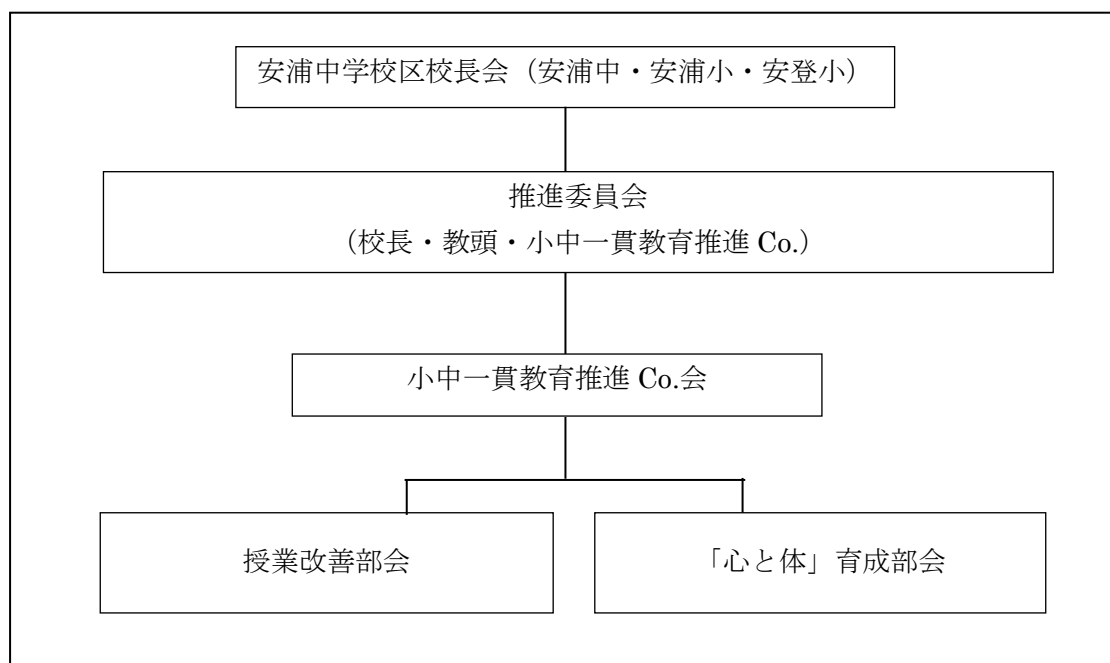 安浦中学校区校長会（安浦中・安浦小・安登小）
推進委員会
（校長・教頭・小中一貫教育推進 Co.）
小中一貫教育推進 Co.会
授業改善部会
「心と体」育成部会